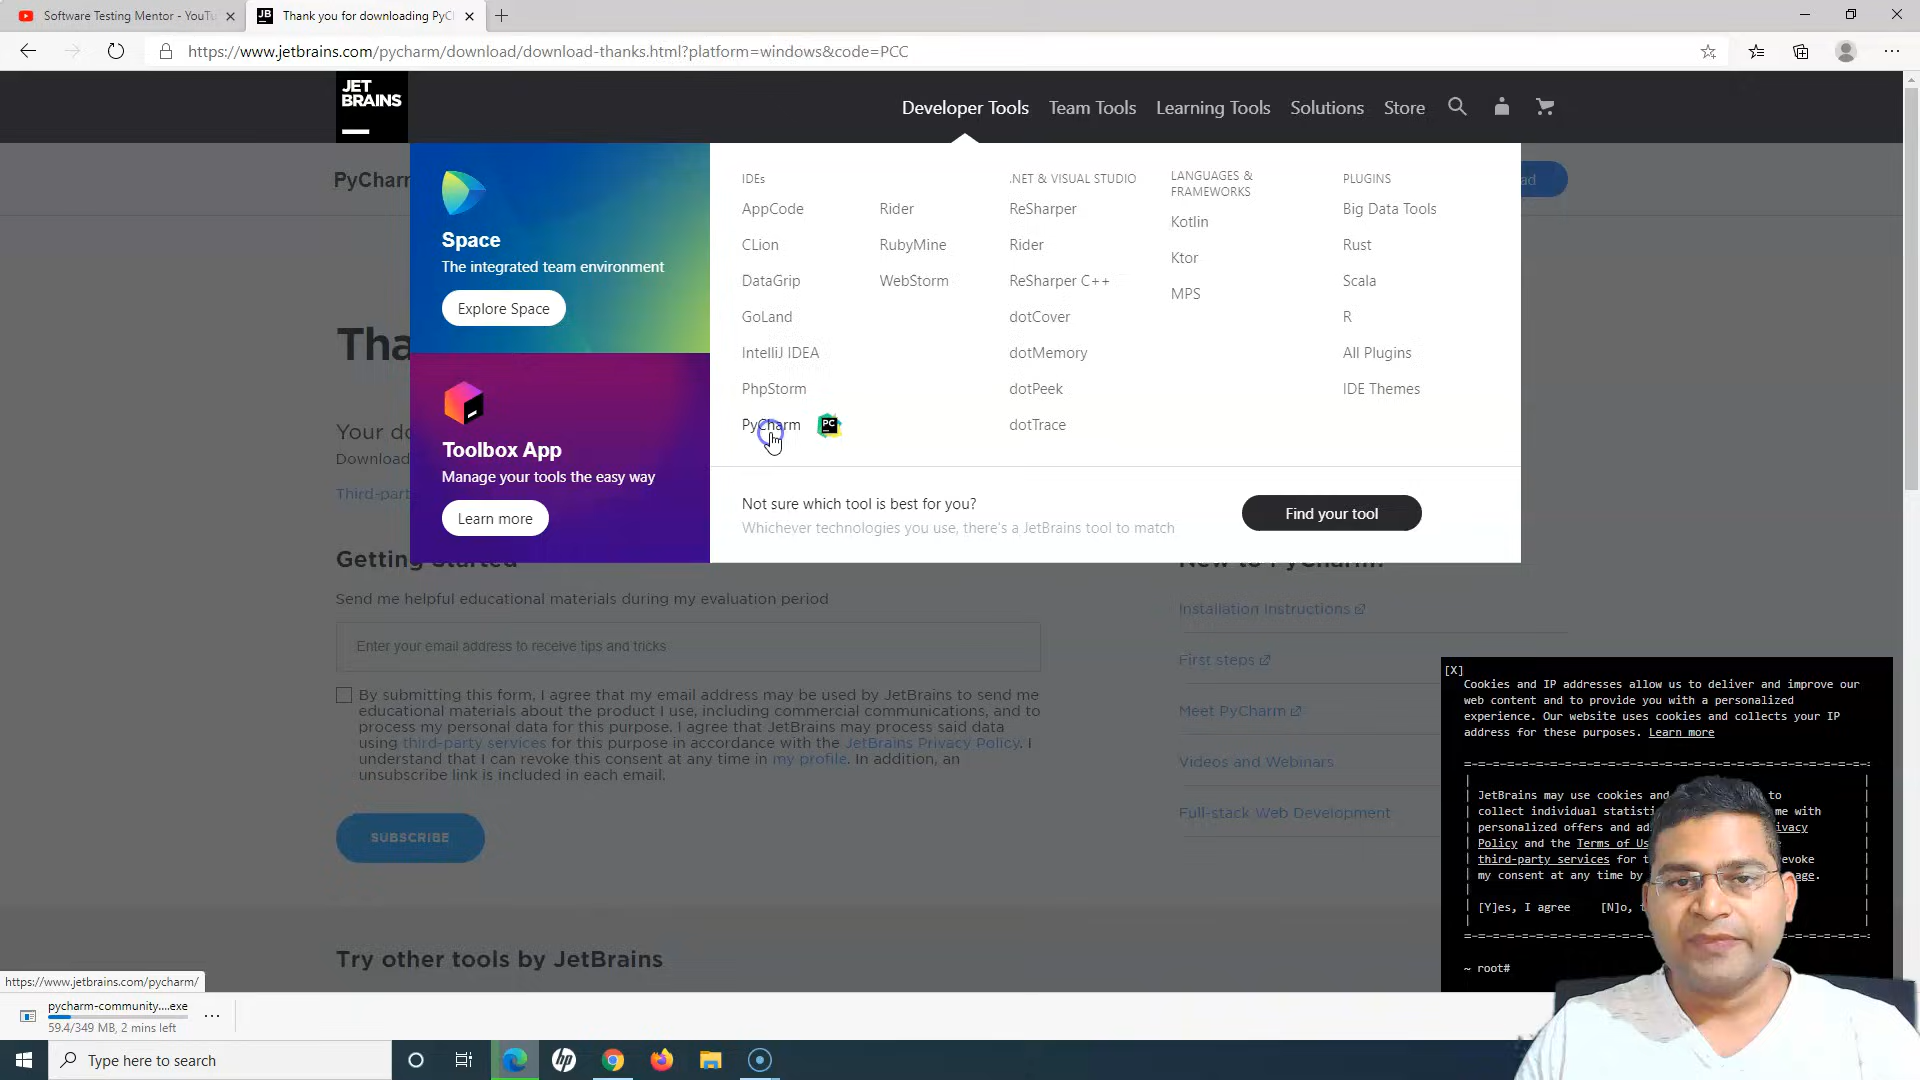 Software Testing Mentor - YouTu
Thank you for downloading PyC
https://www.jetbrains.com/pycharm/download/download-thanks.html?platform=windows&code=PCC
JET
BRAINS
Developer Tools
Team Tools
Learning Tools
Solutions
Store
PyChar
ad
Space
The integrated team environment
Explore Space
Toolbox App
Manage your tools the easy way
Learn more
IDEs
AppCode
CLion
DataGrip
GoLand
IntelliJ IDEA
PhpStorm
PyCharm
PC
Rider
RubyMine
WebStorm
.NET & VISUAL STUDIO
ReSharper
Rider
ReSharper C++
dotCover
dotMemory
dotPeek
dotTrace
LANGUAGES &
FRAMEWORKS
Kotlin
Ktor
MPS
PLUGINS
Big Data Tools
Rust
Scala
R
All Plugins
IDE Themes
Not sure which tool is best for you?
Whichever technologies you use, there's a JetBrains tool to match
Find your tool
Tha
Your do
Download
Third-part
Getting Started
Send me helpful educational materials during my evaluation period
Enter your email address to receive tips and tricks
By submitting this form, I agree that my email address may be used by JetBrains to send me
educational materials about the product I use, including commercial communications, and to
process my personal data for this purpose. I agree that JetBrains may process said data
using third-party services for this purpose in accordance with the JetBrains Privacy Policy. I
understand that I can revoke this consent at any time in my profile. In addition, an
unsubscribe link is included in each email.
SUBSCRIBE
New to PyCharm?
Installation Instructions
First steps
Meet PyCharm
Videos and Webinars
Full-stack Web Development
Try other tools by JetBrains
[X]
Cookies and IP addresses allow us to deliver and improve our
web content and to provide you with a personalized
experience. Our website uses cookies and collects your IP
address for these purposes. Learn more
JetBrains may use cookies and to
collect individual statisti me with
personalized offers and ad ivacy
Policy and the Terms of Us
third-party services for t revoke
my consent at any time by age.
[Y]es, I agree [N]o, t
~ root#
https://www.jetbrains.com/pycharm/
pycharm-community....exe
59.4/349 MB, 2 mins left
Type here to search
hp